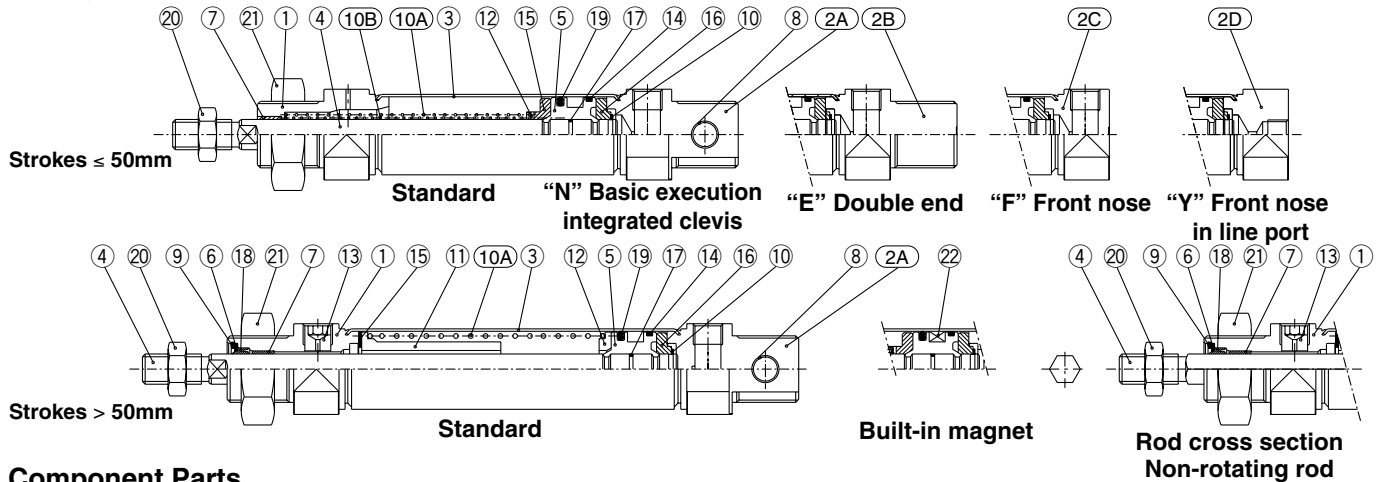 20 7 21 1 4 10B 10A 3 12 15 5 19 17 14 16 10 8 2A 2B 2C 2D
Strokes ≤ 50mm
Standard
“N” Basic execution
integrated clevis
“E” Double end
“F” Front nose
“Y” Front nose
in line port
4 20 9 6 18 21 7 13 1 15 11 10A 3 12 5 19 17 14 16 10 8 2A 22 4 20 9 6 18 21 7 13 1
Strokes > 50mm
Standard
Built-in magnet
Rod cross section
Non-rotating rod
Component Parts